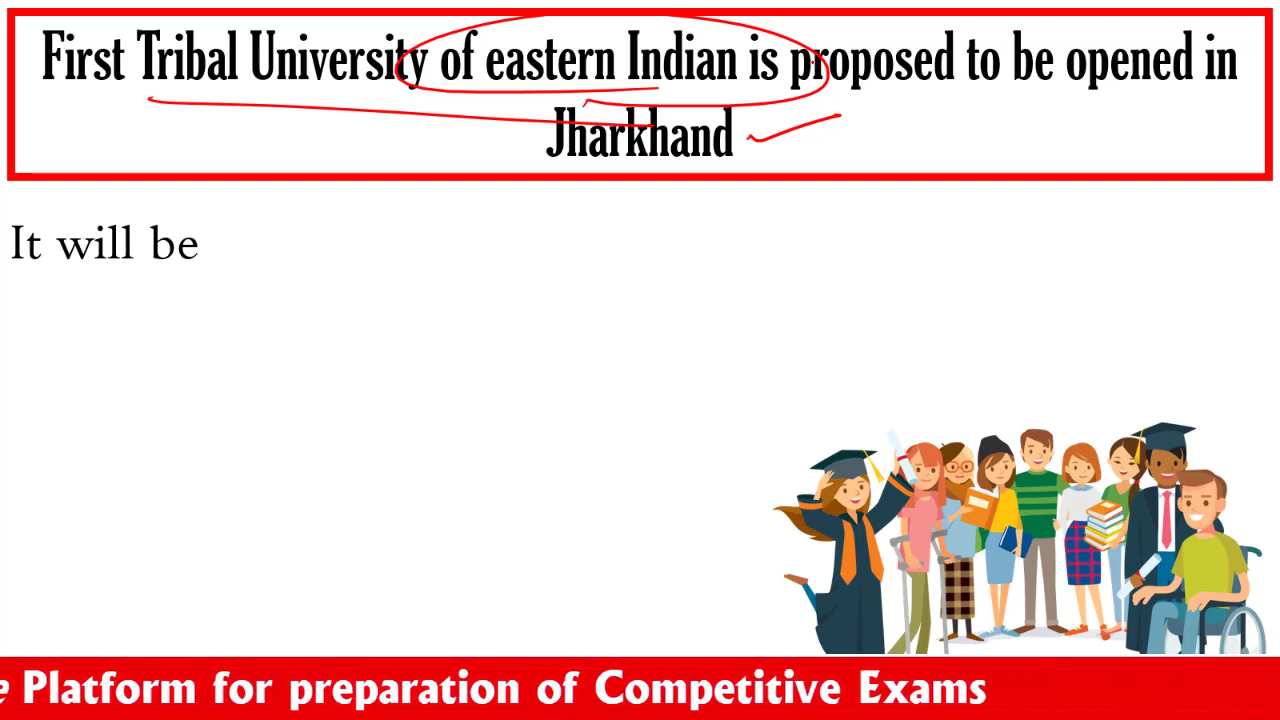 First Tribal University of eastern Indian is proposed to be opened in
Jharkhand
It will be
Platform for preparation of Competitive Exams